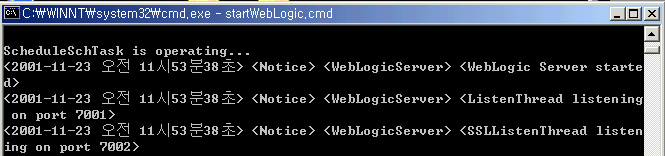 C:₩WINNT₩system32₩cmd.exe - startWebLogic.cmd
ScheduleSchTask is operating...
<2001-11-23 오전 11시53분38초> <Notice> <WebLogicServer> <WebLogic Server starte
d>
<2001-11-23 오전 11시53분38초> <Notice> <WebLogicServer> <ListenThread listening
 on port 7001>
<2001-11-23 오전 11시53분38초> <Notice> <WebLogicServer> <SSLListenThread listen
ing on port 7002>